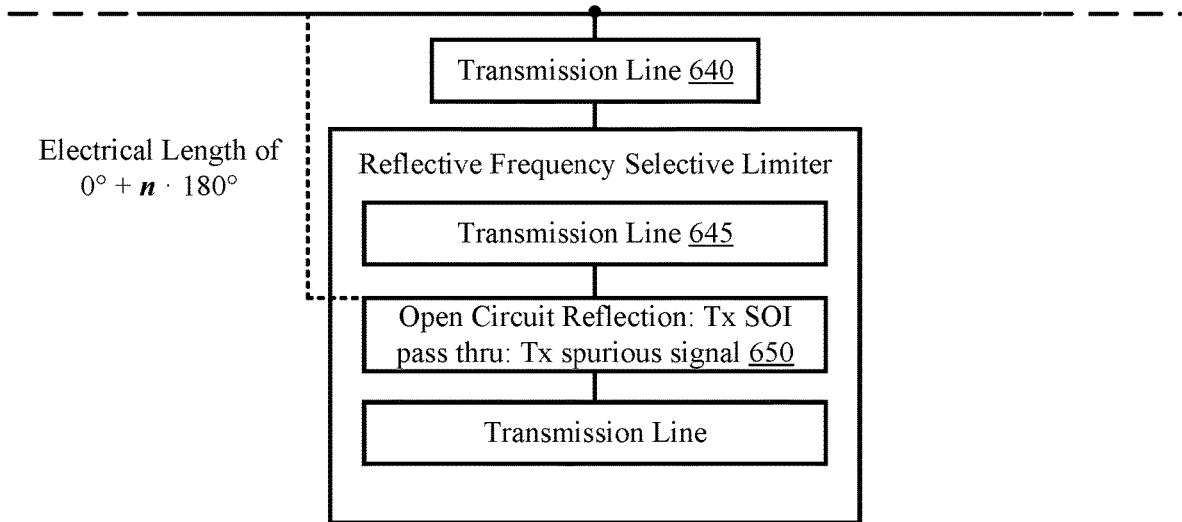 Transmission Line 640
Electrical Length of
0° + n · 180°
Reflective Frequency Selective Limiter
Transmission Line 645
Open Circuit Reflection: Tx SOI
pass thru: Tx spurious signal 650
Transmission Line